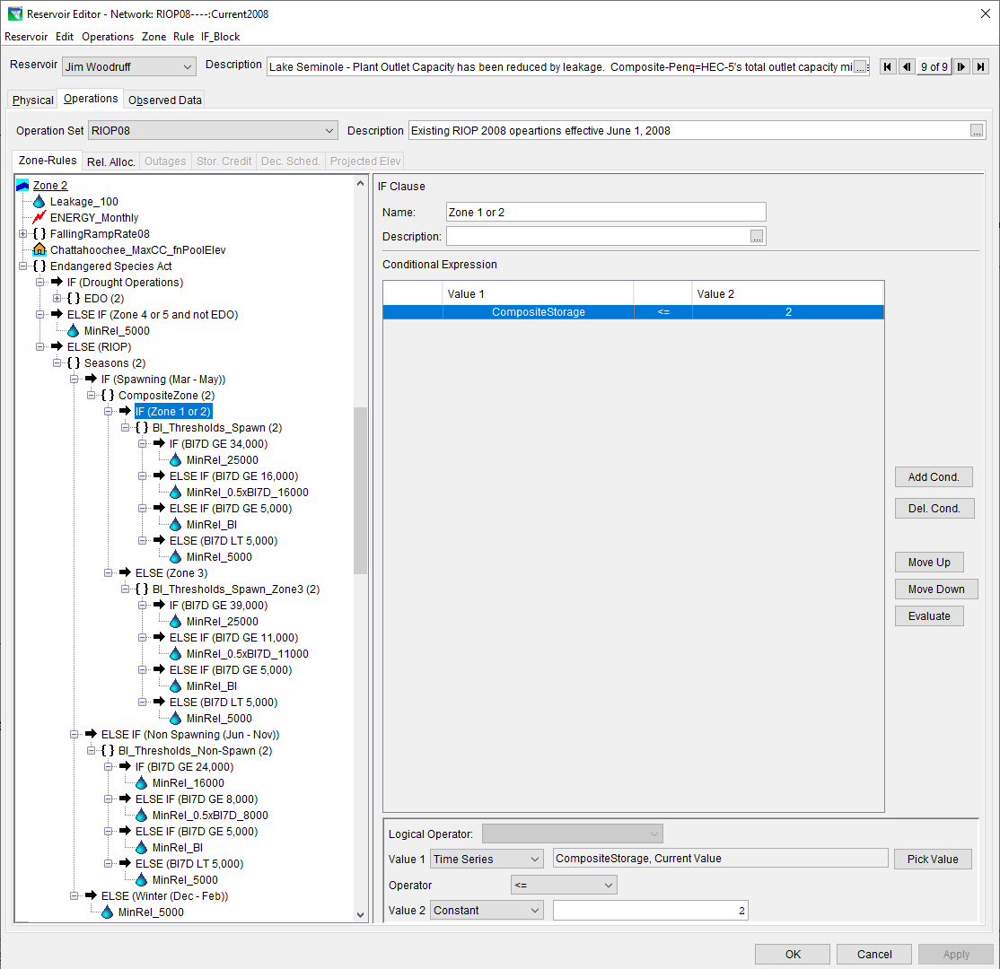 Reservoir Editor - Network: RIOP08----:Current2008
Reservoir Edit Operations Zone Rule IF_Block
Reservoir Jim Woodruff Description Lake Seminole - Plant Outlet Capacity has been reduced by leakage. Composite-Penq=HEC-5's total outlet capacity mi ... 9 of 9
Physical Operations Observed Data
Operation Set RIOP08 Description Existing RIOP 2008 opeartions effective June 1, 2008 ...
Zone-Rules Rel. Alloc. Outages Stor. Credit Dec. Sched. Projected Elev
Zone 2
Leakage_100
ENERGY_Monthly
{ } FallingRampRate08
Chattahoochee_MaxCC_fnPoolElev
{ } Endangered Species Act
IF (Drought Operations)
{ } EDO (2)
ELSE IF (Zone 4 or 5 and not EDO)
MinRel_5000
ELSE (RIOP)
{ } Seasons (2)
IF (Spawning (Mar - May))
{ } CompositeZone (2)
IF (Zone 1 or 2)
{ } BI_Thresholds_Spawn (2)
IF (BI7D GE 34,000)
MinRel_25000
ELSE IF (BI7D GE 16,000)
MinRel_0.5xBI7D_16000
ELSE IF (BI7D GE 5,000)
MinRel_BI
ELSE (BI7D LT 5,000)
MinRel_5000
ELSE (Zone 3)
{ } BI_Thresholds_Spawn_Zone3 (2)
IF (BI7D GE 39,000)
MinRel_25000
ELSE IF (BI7D GE 11,000)
MinRel_0.5xBI7D_11000
ELSE IF (BI7D GE 5,000)
MinRel_BI
ELSE (BI7D LT 5,000)
MinRel_5000
ELSE IF (Non Spawning (Jun - Nov))
{ } BI_Thresholds_Non-Spawn (2)
IF (BI7D GE 24,000)
MinRel_16000
ELSE IF (BI7D GE 8,000)
MinRel_0.5xBI7D_8000
ELSE IF (BI7D GE 5,000)
MinRel_BI
ELSE (BI7D LT 5,000)
MinRel_5000
ELSE (Winter (Dec - Feb))
MinRel_5000
IF Clause
Name: Zone 1 or 2
Description: ...
Conditional Expression
Value 1 Value 2
CompositeStorage <= 2
Add Cond.
Del. Cond.
Move Up
Move Down
Evaluate
Logical Operator:
Value 1 Time Series CompositeStorage, Current Value Pick Value
Operator <=
Value 2 Constant 2
OK Cancel Apply